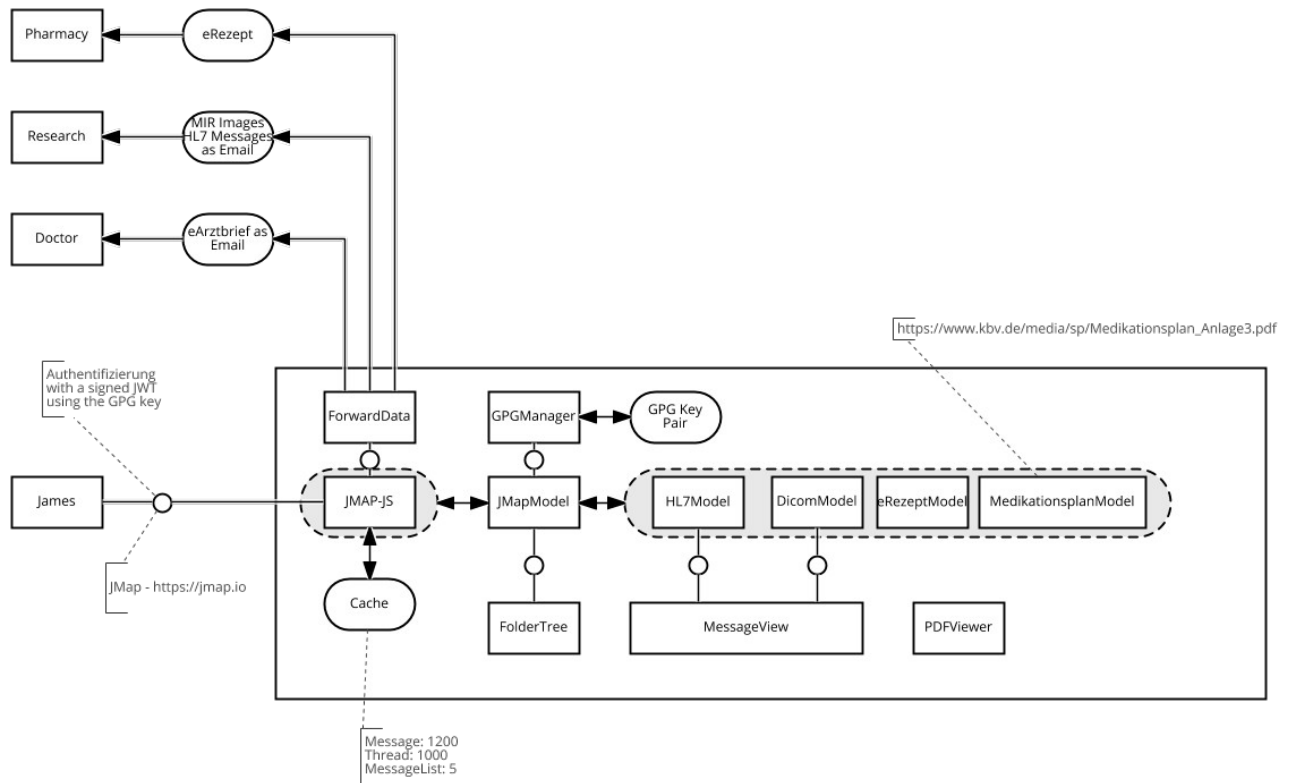 Pharmacy
eRezept
Research
MIR Images
HL7 Messages
as Email
Doctor
eArztbrief as
Email
https://www.kbv.de/media/sp/Medikationsplan_Anlage3.pdf
Authentifizierung
with a signed JWT
using the GPG key
ForwardData
GPGManager
GPG Key
Pair
James
JMAP-JS
JMapModel
HL7Model
DicomModel
eRezeptModel
MedikationsplanModel
JMap - https://jmap.io
Cache
FolderTree
MessageView
PDFViewer
Message: 1200
Thread: 1000
MessageList: 5